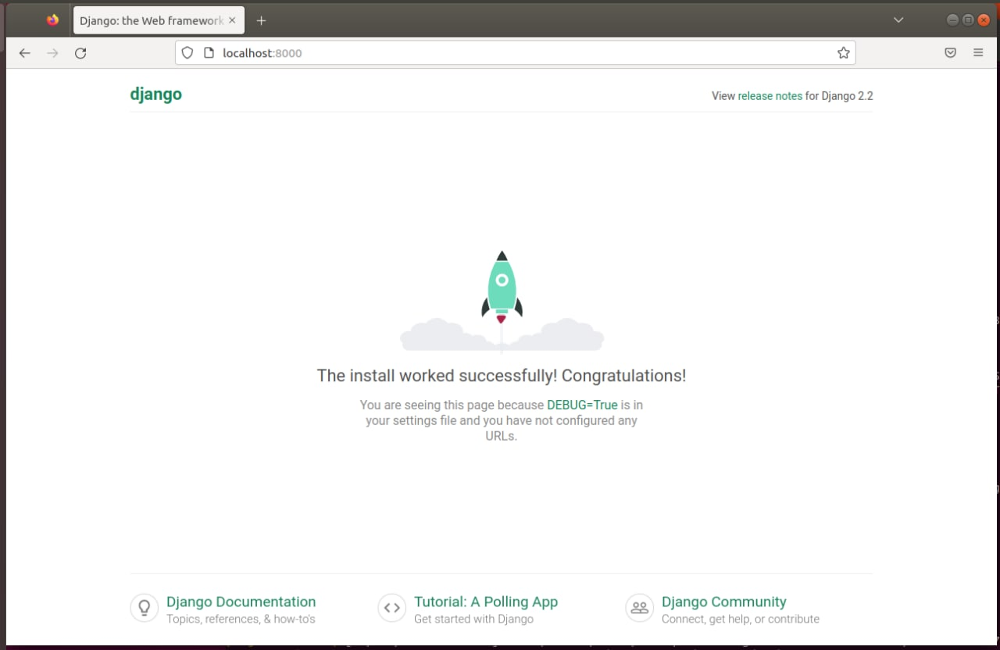 Django: the Web framework
localhost:8000
django
View release notes for Django 2.2
The install worked successfully! Congratulations!
You are seeing this page because DEBUG=True is in
your settings file and you have not configured any
URLs.
Django Documentation
Topics, references, & how-to's
Tutorial: A Polling App
Get started with Django
Django Community
Connect, get help, or contribute